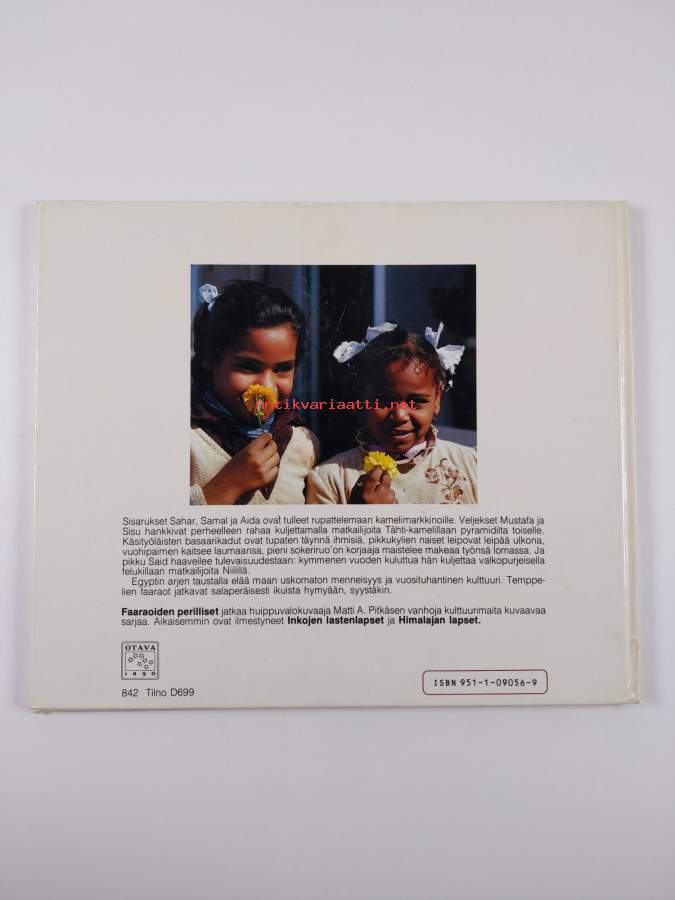 antikvariaatti.net
Sisarukset Sahar, Samal ja Aida ovat tulleet rupattelemaan kamelimarkkinoille. Veljekset Mustafa ja
Sisu hankkivat perheelleen rahaa kuljettamalla matkailijoita Tähti-kamelillaan pyramidilta toiselle.
Käsityöläisten basaarikadut ovat tupaten täynnä ihmisiä, pikkukylien naiset leipovat leipää ulkona,
vuohipaimen kaitsee laumaansa, pieni sokeriruo'on korjaaja maistelee makeaa työnsä lomassa. Ja
pikku Said haaveilee tulevaisuudestaan: kymmenen vuoden kuluttua hän kuljettaa valkopurjeisella
felukillaan matkailijoita Niilillä.
Egyptin arjen taustalla elää maan uskomaton menneisyys ja vuosituhantinen kulttuuri. Temppe-
lien faaraot jatkavat salaperäisesti ikuista hymyään, syystäkin.
Faaraoiden perilliset jatkaa huippuvalokuvaaja Matti A. Pitkäsen vanhoja kulttuurimaita kuvaavaa
sarjaa. Aikaisemmin ovat ilmestyneet Inkojen lastenlapset ja Himalajan lapset.
OTAVA
1890
842 Tilno D699
ISBN 951-1-09056-9